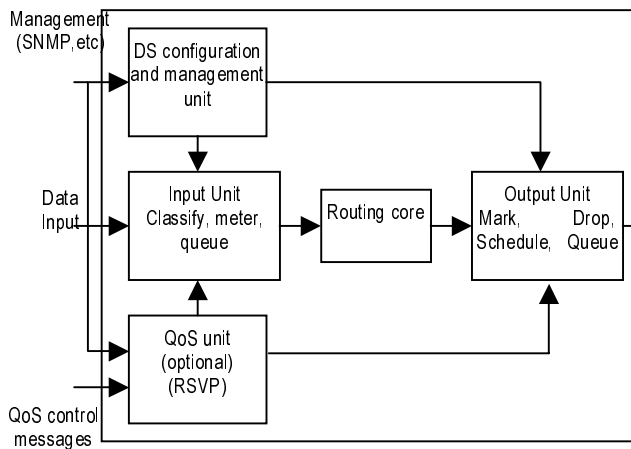 Management
(SNMP,etc)
DS configuration
and management
unit
Data
Input
Input Unit
Classify, meter,
queue
Routing core
Output Unit
Mark, Drop,
Schedule, Queue
QoS unit
(optional)
(RSVP)
QoS control
messages